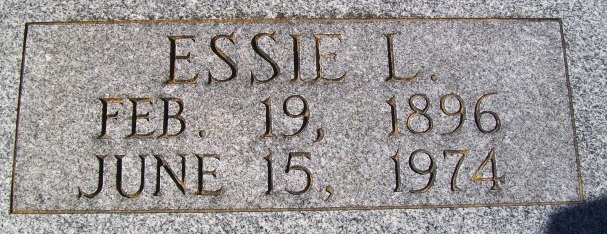 ESSIE L.
FEB. 19, 1896
JUNE 15, 1974